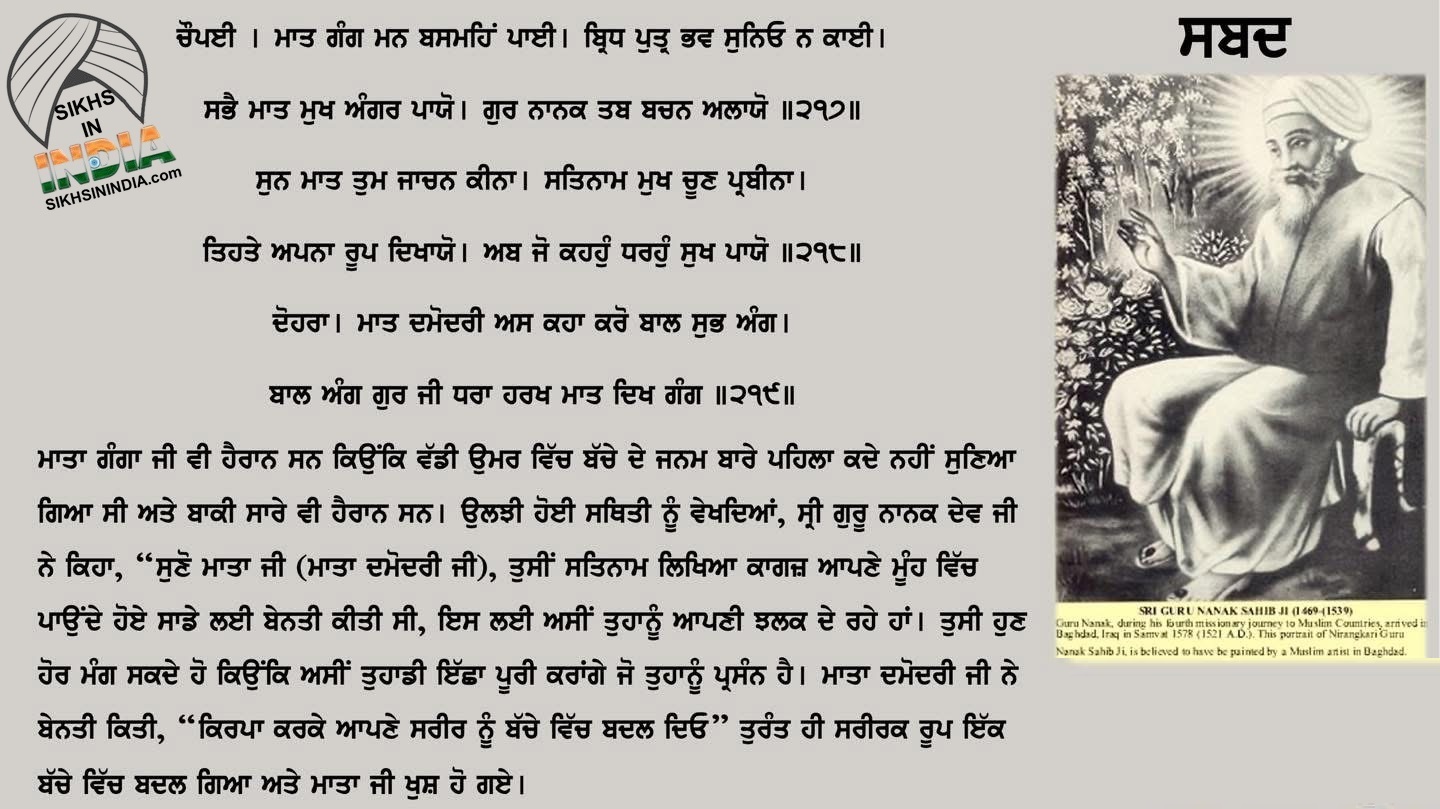 SIKHS
IN
INDIA
SIKHSININDIA.com
ਸਬਦ
ਚੌਪਈ । ਮਾਤ ਗੰਗ ਮਨ ਬਸਮਹਿਂ ਪਾਈ। ਬ੍ਰਿਧ ਪੁਤ੍ਰ ਭਵ ਸੁਨਿਓ ਨ ਕਾਈ।
ਸਭੈ ਮਾਤ ਮੁਖ ਅੰਗਰ ਪਾਯੋ। ਗੁਰ ਨਾਨਕ ਤਬ ਬਚਨ ਅਲਾਯੋ ॥੨੧੭॥
ਸੁਨ ਮਾਤ ਤੁਮ ਜਾਚਨ ਕੀਨਾ। ਸਤਿਨਾਮ ਮੁਖ ਚੂਣ ਪ੍ਰਬੀਨਾ।
ਤਿਹਤੇ ਅਪਨਾ ਰੂਪ ਦਿਖਾਯੋ। ਅਬ ਜੋ ਕਹਹੁੰ ਧਰਹੁੰ ਸੁਖ ਪਾਯੋ ॥੨੧੮॥
ਦੋਹਰਾ। ਮਾਤ ਦਮੋਦਰੀ ਅਸ ਕਹਾ ਕਰੋ ਬਾਲ ਸੁਭ ਅੰਗ।
ਬਾਲ ਅੰਗ ਗੁਰ ਜੀ ਧਰਾ ਹਰਖ ਮਾਤ ਦਿਖ ਗੰਗ ॥੨੧੯॥
ਮਾਤਾ ਗੰਗਾ ਜੀ ਵੀ ਹੈਰਾਨ ਸਨ ਕਿਉਂਕਿ ਵੱਡੀ ਉਮਰ ਵਿੱਚ ਬੱਚੇ ਦੇ ਜਨਮ ਬਾਰੇ ਪਹਿਲਾ ਕਦੇ ਨਹੀਂ ਸੁਣਿਆ
ਗਿਆ ਸੀ ਅਤੇ ਬਾਕੀ ਸਾਰੇ ਵੀ ਹੈਰਾਨ ਸਨ। ਉਲਝੀ ਹੋਈ ਸਥਿਤੀ ਨੂੰ ਵੇਖਦਿਆਂ, ਸ੍ਰੀ ਗੁਰੂ ਨਾਨਕ ਦੇਵ ਜੀ
ਨੇ ਕਿਹਾ, “ਸੁਣੋ ਮਾਤਾ ਜੀ (ਮਾਤਾ ਦਮੋਦਰੀ ਜੀ), ਤੁਸੀਂ ਸਤਿਨਾਮ ਲਿਖਿਆ ਕਾਗਜ਼ ਆਪਣੇ ਮੂੰਹ ਵਿੱਚ
ਪਾਉਂਦੇ ਹੋਏ ਸਾਡੇ ਲਈ ਬੇਨਤੀ ਕੀਤੀ ਸੀ, ਇਸ ਲਈ ਅਸੀਂ ਤੁਹਾਨੂੰ ਆਪਣੀ ਝਲਕ ਦੇ ਰਹੇ ਹਾਂ। ਤੁਸੀ ਹੁਣ
ਹੋਰ ਮੰਗ ਸਕਦੇ ਹੋ ਕਿਉਂਕਿ ਅਸੀਂ ਤੁਹਾਡੀ ਇੱਛਾ ਪੂਰੀ ਕਰਾਂਗੇ ਜੋ ਤੁਹਾਨੂੰ ਪ੍ਰਸੰਨ ਹੈ। ਮਾਤਾ ਦਮੋਦਰੀ ਜੀ ਨੇ
ਬੇਨਤੀ ਕਿਤੀ, “ਕਿਰਪਾ ਕਰਕੇ ਆਪਣੇ ਸਰੀਰ ਨੂੰ ਬੱਚੇ ਵਿੱਚ ਬਦਲ ਦਿਓ” ਤੁਰੰਤ ਹੀ ਸਰੀਰਕ ਰੂਪ ਇੱਕ
ਬੱਚੇ ਵਿੱਚ ਬਦਲ ਗਿਆ ਅਤੇ ਮਾਤਾ ਜੀ ਖੁਸ਼ ਹੋ ਗਏ।
SRI GURU NANAK SAHIB JI (1469-(1539)
Guru Nanak, during his fourth missionary journey to Muslim Countries, arrived in
Baghdad, Iraq in Samvat 1578 (1521 A.D.). This portrait of Nirangkari Guru
Nanak Sahib Ji, is believed to have be painted by a Muslim artist in Baghdad.